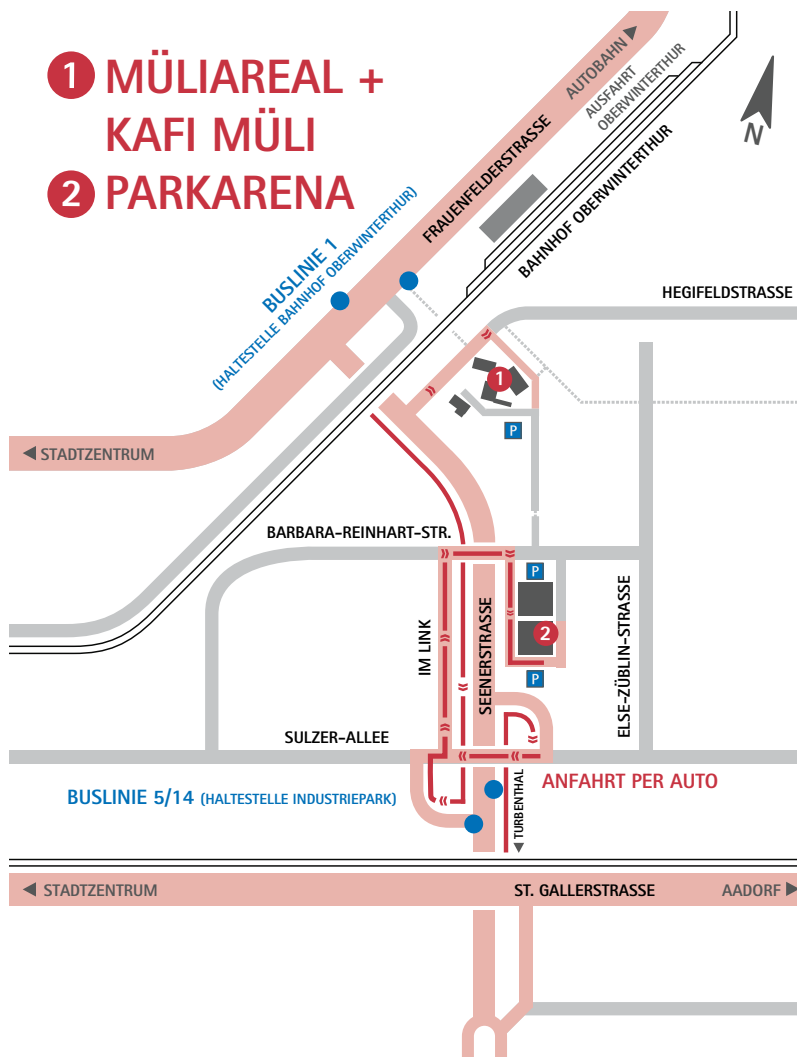 1 MÜLIAREAL +
KAFI MÜLI
2 PARKARENA
AUTOBAHN
AUSFAHRT
OBERWINTERTHUR
N
FRAUENFELDERSTRASSE
BAHNHOF OBERWINTERTHUR
BUSLINIE 1
(HALTESTELLE BAHNHOF OBERWINTERTHUR)
HEGIFELDSTRASSE
1
P
STADTZENTRUM
BARBARA-REINHART-STR.
P
2
P
IM LINK
SEENERSTRASSE
ELSE-ZÜBLIN-STRASSE
SULZER-ALLEE
ANFAHRT PER AUTO
BUSLINIE 5/14 (HALTESTELLE INDUSTRIEPARK)
TURBENTHAL
STADTZENTRUM
ST. GALLERSTRASSE
AADORF